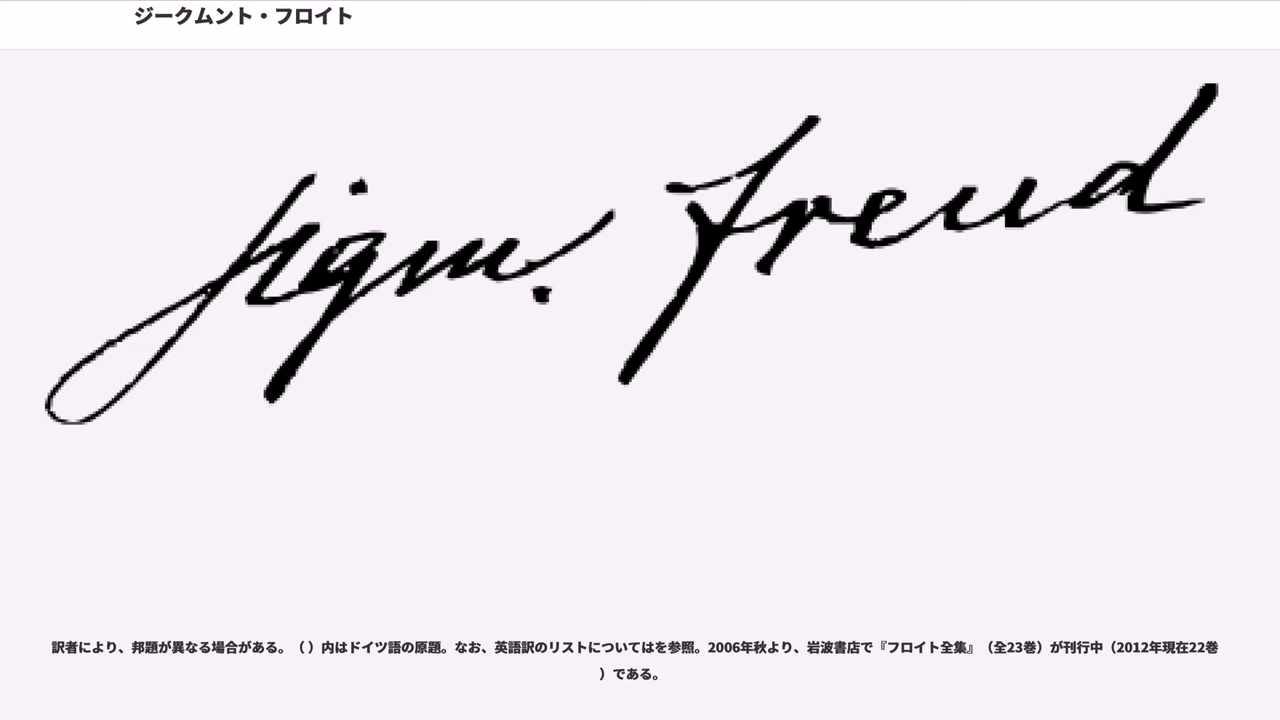 ジークムント・フロイト
Sigm. Freud
訳者により、邦題が異なる場合がある。（ ）内はドイツ語の原題。なお、英語訳のリストについてはを参照。2006年秋より、岩波書店で『フロイト全集』（全23巻）が刊行中（2012年現在22巻
）である。